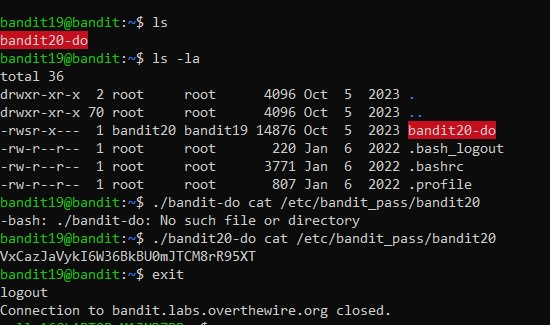 bandit19@bandit:~$ ls
bandit20-do
bandit19@bandit:~$ ls -la
total 36
drwxr-xr-x  2 root     root      4096 Oct  5  2023 .
drwxr-xr-x 70 root     root      4096 Oct  5  2023 ..
-rwsr-x---  1 bandit20 bandit19 14876 Oct  5  2023 bandit20-do
-rw-r--r--  1 root     root       220 Jan  6  2022 .bash_logout
-rw-r--r--  1 root     root      3771 Jan  6  2022 .bashrc
-rw-r--r--  1 root     root       807 Jan  6  2022 .profile
bandit19@bandit:~$ ./bandit-do cat /etc/bandit_pass/bandit20
-bash: ./bandit-do: No such file or directory
bandit19@bandit:~$ ./bandit20-do cat /etc/bandit_pass/bandit20
VxCazJaVykI6W36BkBU0mJTCM8rR95XT
bandit19@bandit:~$ exit
logout
Connection to bandit.labs.overthewire.org closed.